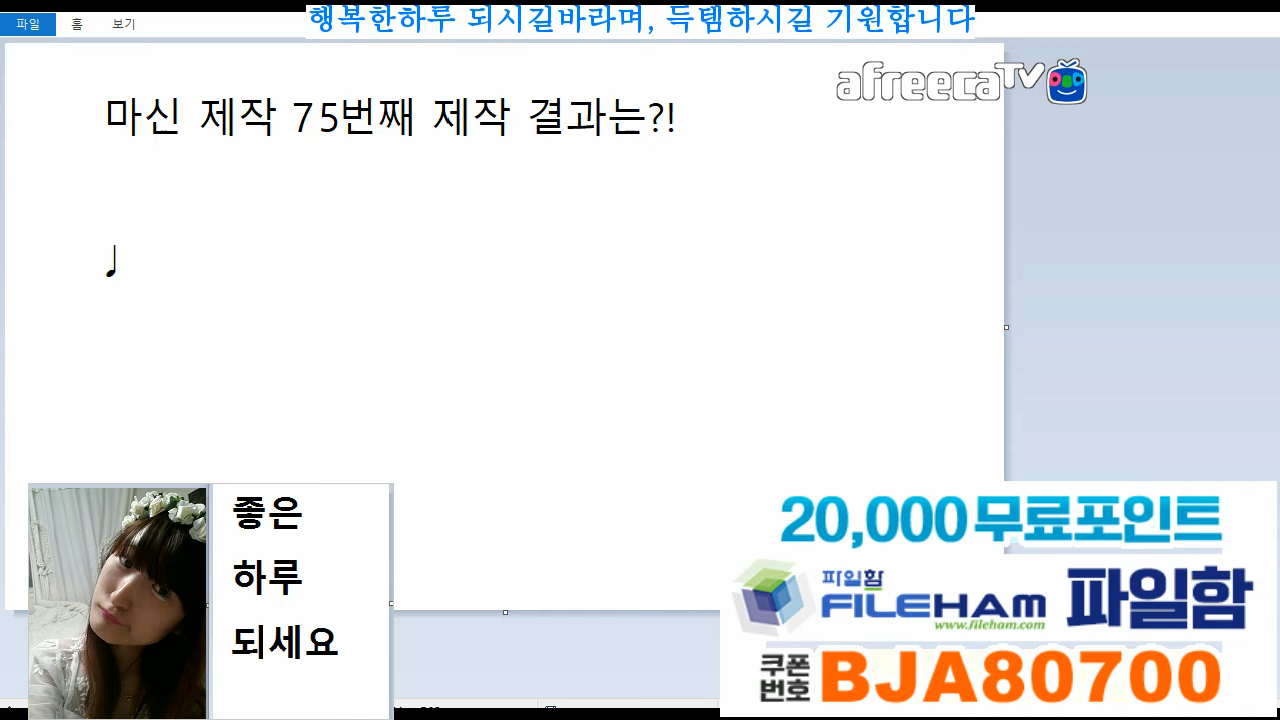 행복한하루 되시길바라며, 득템하시길 기원합니다
파일 홈 보기
afreecaTV
마신 제작 75번째 제작 결과는?!
♩
좋은
하루
되세요
20,000 무료포인트
파일함
FILEHAM 파일함
www.fileham.com
쿠폰
번호 BJA80700